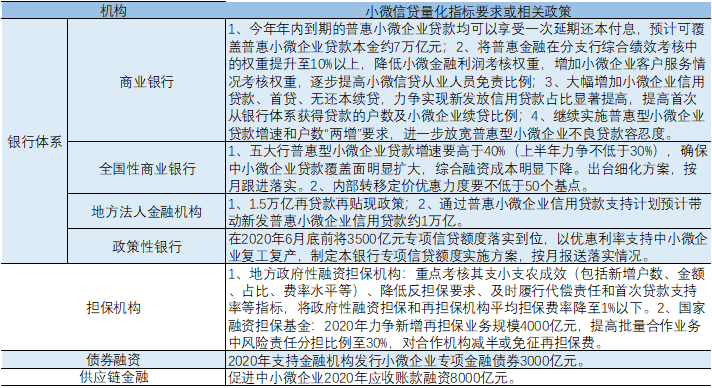 机构
小微信贷量化指标要求或相关政策
银行体系
商业银行
1、今年年内到期的普惠小微企业贷款均可以享受一次延期还本付息，预计可覆
盖普惠小微企业贷款本金约7万亿元；2、将普惠金融在分支行综合绩效考核中
的权重提升至10%以上，降低小微金融利润考核权重，增加小微企业客户服务情
况考核权重，逐步提高小微信贷从业人员免责比例；3、大幅增加小微企业信用
贷款、首贷、无还本续贷，力争实现新发放信用贷款占比显著提高，提高首次
从银行体系获得贷款的户数及小微企业续贷比例；4、继续实施普惠型小微企业
贷款增速和户数“两增”要求，进一步放宽普惠型小微企业不良贷款容忍度。
全国性商业银行
1、五大行普惠型小微企业贷款增速要高于40%（上半年力争不低于30%），确保
中小微企业贷款覆盖面明显扩大，综合融资成本明显下降。出台细化方案，按
月跟进落实。2、内部转移定价优惠力度要不低于50个基点。
地方法人金融机构
1、1.5万亿再贷款再贴现政策；2、通过普惠小微企业信用贷款支持计划预计带
动新发普惠小微企业信用贷款约1万亿。
政策性银行
在2020年6月底前将3500亿元专项信贷额度落实到位，以优惠利率支持中小微企
业复工复产，制定本银行专项信贷额度实施方案，按月报送落实情况。
担保机构
1、地方政府性融资担保机构：重点考核其支小支农成效（包括新增户数、金额
、占比、费率水平等）、降低反担保要求、及时履行代偿责任和首次贷款支持
率等指标，将政府性融资担保和再担保机构平均担保费率降至1%以下。2、国家
融资担保基金：2020年力争新增再担保业务规模4000亿元，提高批量合作业务
中风险责任分担比例至30%，对合作机构减半或免征再担保费。
债券融资
2020年支持金融机构发行小微企业专项金融债券3000亿元。
供应链金融
促进中小微企业2020年应收账款融资8000亿元。